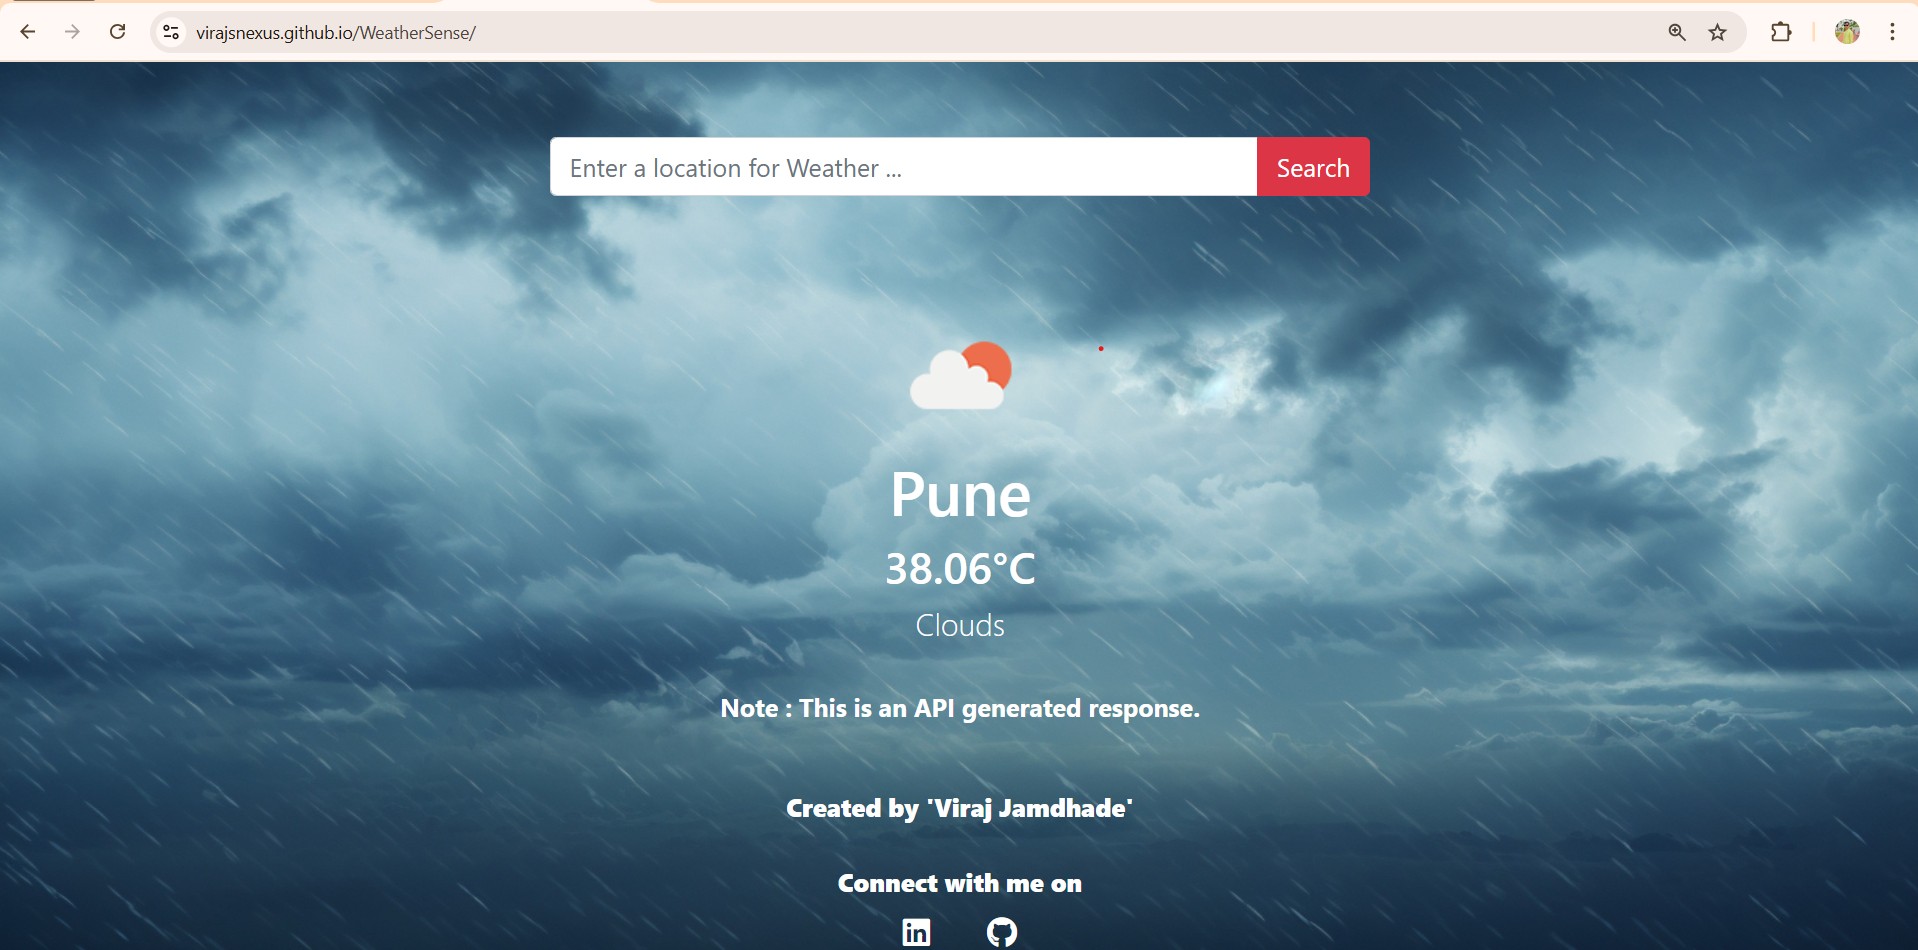 virajsnexus.github.io/WeatherSense/
Enter a location for Weather ...
Search
Pune
38.06°C
Clouds
Note : This is an API generated response.
Created by 'Viraj Jamdhade'
Connect with me on
in